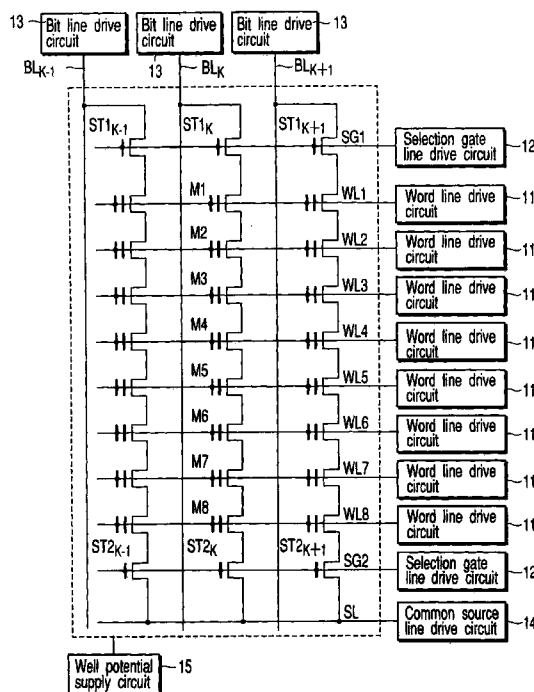 13 Bit line drive circuit
Bit line drive circuit
13
Bit line drive circuit 13
BLK-1
BLK
BLK+1
ST1K-1
ST1K
ST1K+1
SG1
Selection gate line drive circuit
12
M1
WL1
Word line drive circuit
11
M2
WL2
Word line drive circuit
11
M3
WL3
Word line drive circuit
11
M4
WL4
Word line drive circuit
11
M5
WL5
Word line drive circuit
11
M6
WL6
Word line drive circuit
11
M7
WL7
Word line drive circuit
11
M8
WL8
Word line drive circuit
11
ST2K-1
ST2K
ST2K+1
SG2
Selection gate line drive circuit
12
SL
Common source line drive circuit
14
Well potential supply circuit
15